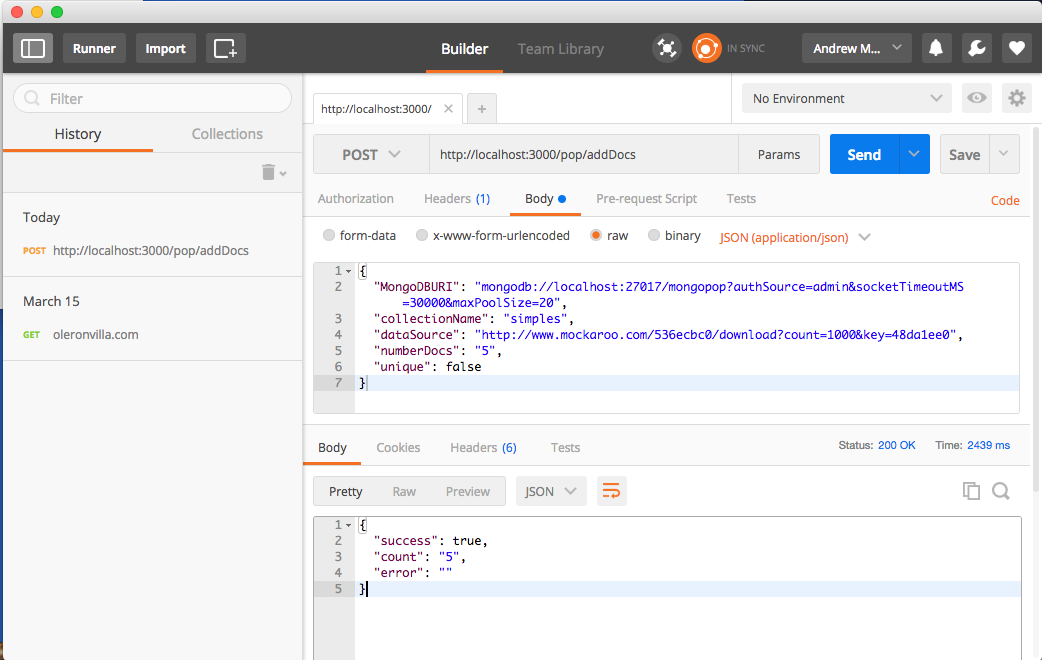 Runner
Import
Builder
Team Library
IN SYNC
Andrew M...
Filter
History
Collections
Today
POST http://localhost:3000/pop/addDocs
March 15
GET oleronvilla.com
http://localhost:3000/
No Environment
POST
http://localhost:3000/pop/addDocs
Params
Send
Save
Authorization
Headers (1)
Body
Pre-request Script
Tests
Code
form-data
x-www-form-urlencoded
raw
binary
JSON (application/json)
1 {
2 "MongoDBURI": "mongodb://localhost:27017/mongopop?authSource=admin&socketTimeoutMS
=30000&maxPoolSize=20",
3 "collectionName": "simples",
4 "dataSource": "http://www.mockaroo.com/536ecbc0/download?count=1000&key=48da1ee0",
5 "numberDocs": "5",
6 "unique": false
7 }
Body
Cookies
Headers (6)
Tests
Status: 200 OK
Time: 2439 ms
Pretty
Raw
Preview
JSON
1 {
2 "success": true,
3 "count": "5",
4 "error": ""
5 }